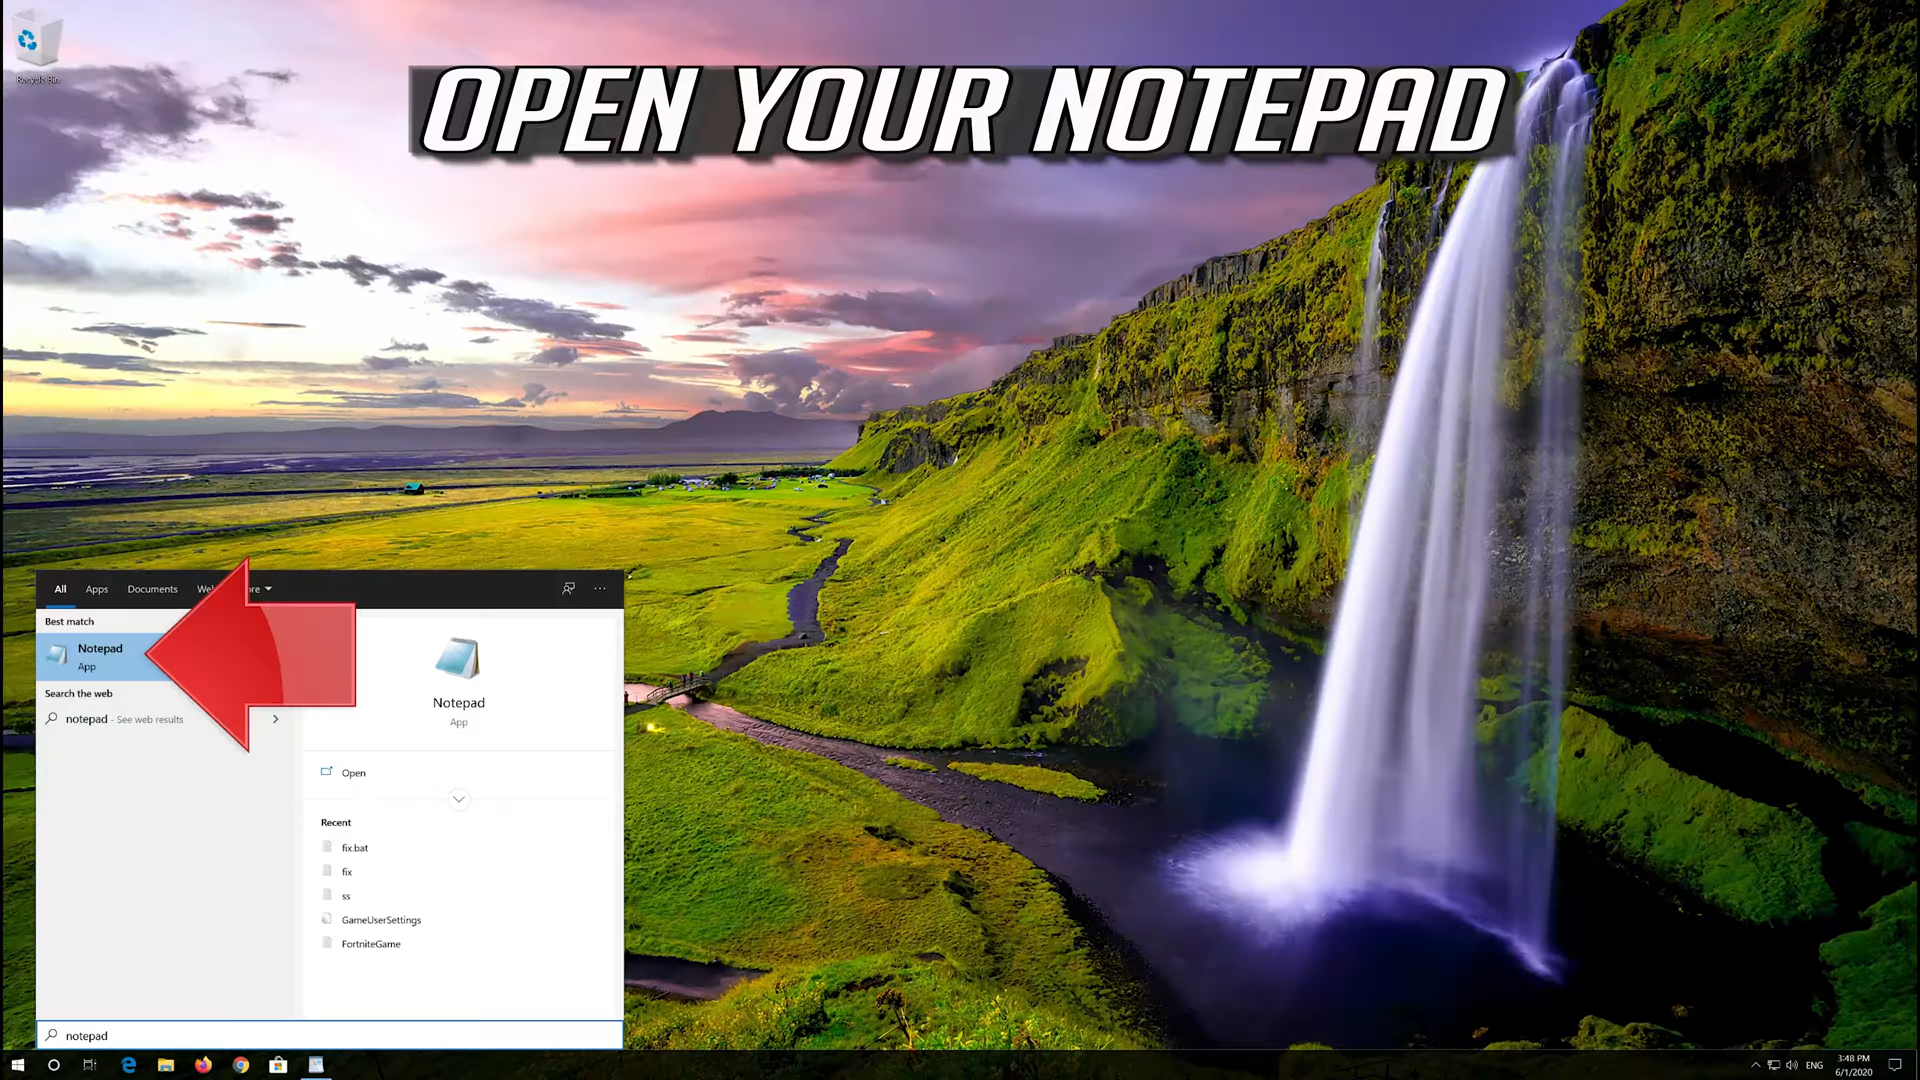 Recycle Bin
OPEN YOUR NOTEPAD
All Apps Documents
Best match
Notepad
App
Search the web
notepad - See web results
Notepad
App
Open
Recent
fix.bat
fix
ss
GameUserSettings
FortniteGame
notepad
ENG
3:48 PM
6/1/2020